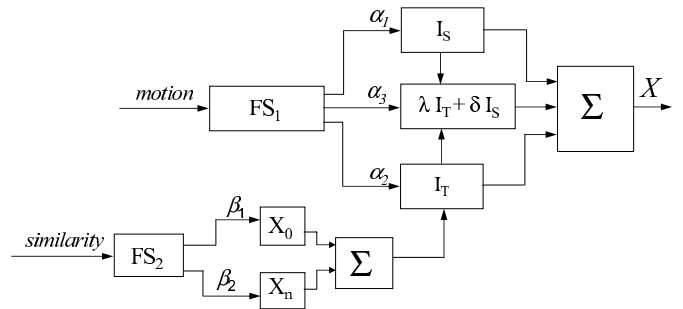 α₁
I_S
motion
FS₁
α₃
λ I_T + δ I_S
Σ
X
α₂
I_T
similarity
FS₂
β₁
X₀
Σ
β₂
Xₙ